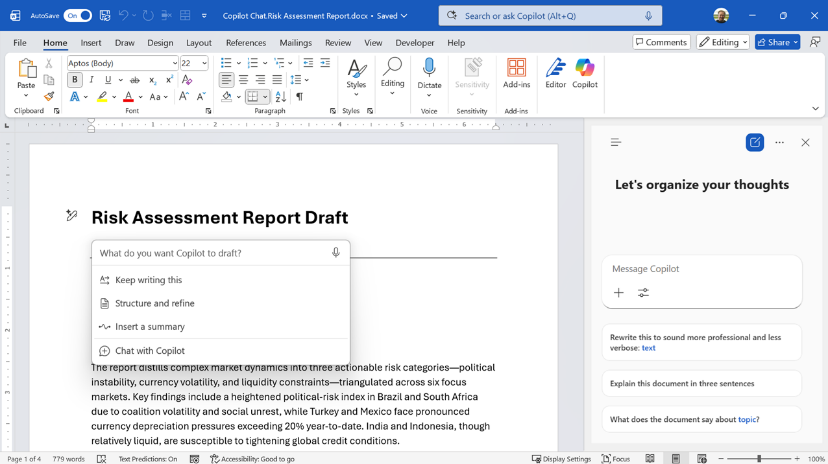 AutoSave On
Copilot Chat.Risk Assessment Report.docx • Saved
Search or ask Copilot (Alt+Q)
File Home Insert Draw Design Layout References Mailings Review View Developer Help
Comments Editing Share
Aptos (Body) 22
Paste
B I U ab x₂ x²
A A Aa A A
Styles Editing Dictate Sensitivity Add-ins Editor Copilot
Clipboard Font Paragraph Styles Voice Sensitivity Add-ins
Let's organize your thoughts
Message Copilot
Rewrite this to sound more professional and less
verbose: text
Explain this document in three sentences
What does the document say about topic?
Risk Assessment Report Draft
What do you want Copilot to draft?
Keep writing this
Structure and refine
Insert a summary
Chat with Copilot
The report distills complex market dynamics into three actionable risk categories—political
instability, currency volatility, and liquidity constraints—triangulated across six focus
markets. Key findings include a heightened political-risk index in Brazil and South Africa
due to coalition volatility and social unrest, while Turkey and Mexico face pronounced
currency depreciation pressures exceeding 20% year-to-date. India and Indonesia, though
relatively liquid, are susceptible to tightening global credit conditions.
Page 1 of 4 779 words Text Predictions: On Accessibility: Good to go Display Settings Focus 100%